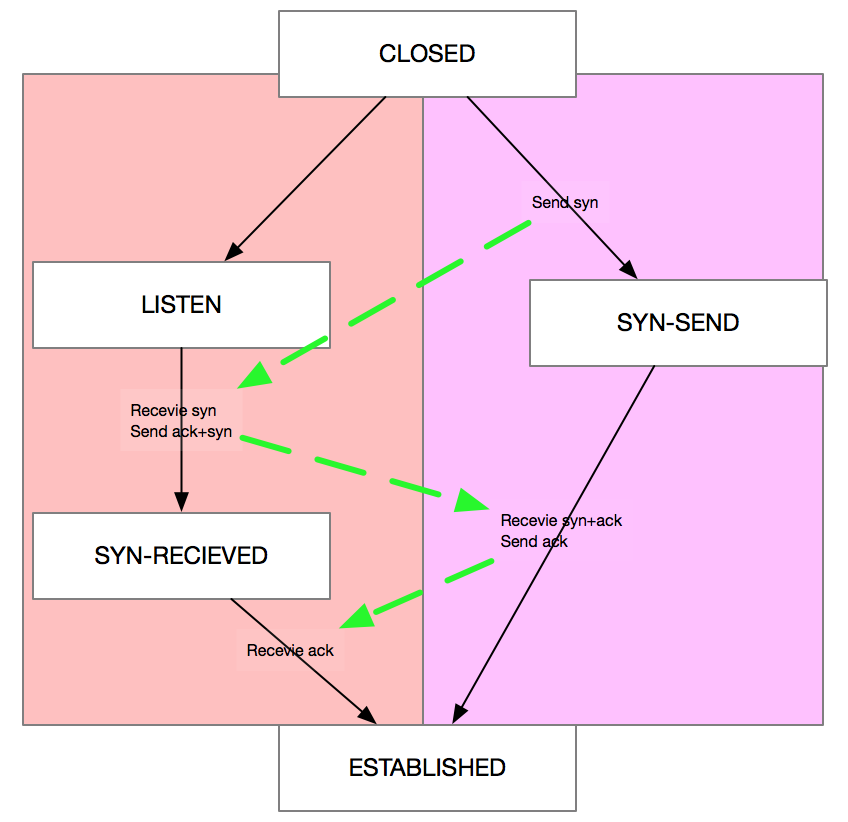 CLOSED
Send syn
LISTEN
SYN-SEND
Recevie syn
Send ack+syn
Recevie syn+ack
Send ack
SYN-RECIEVED
Recevie ack
ESTABLISHED